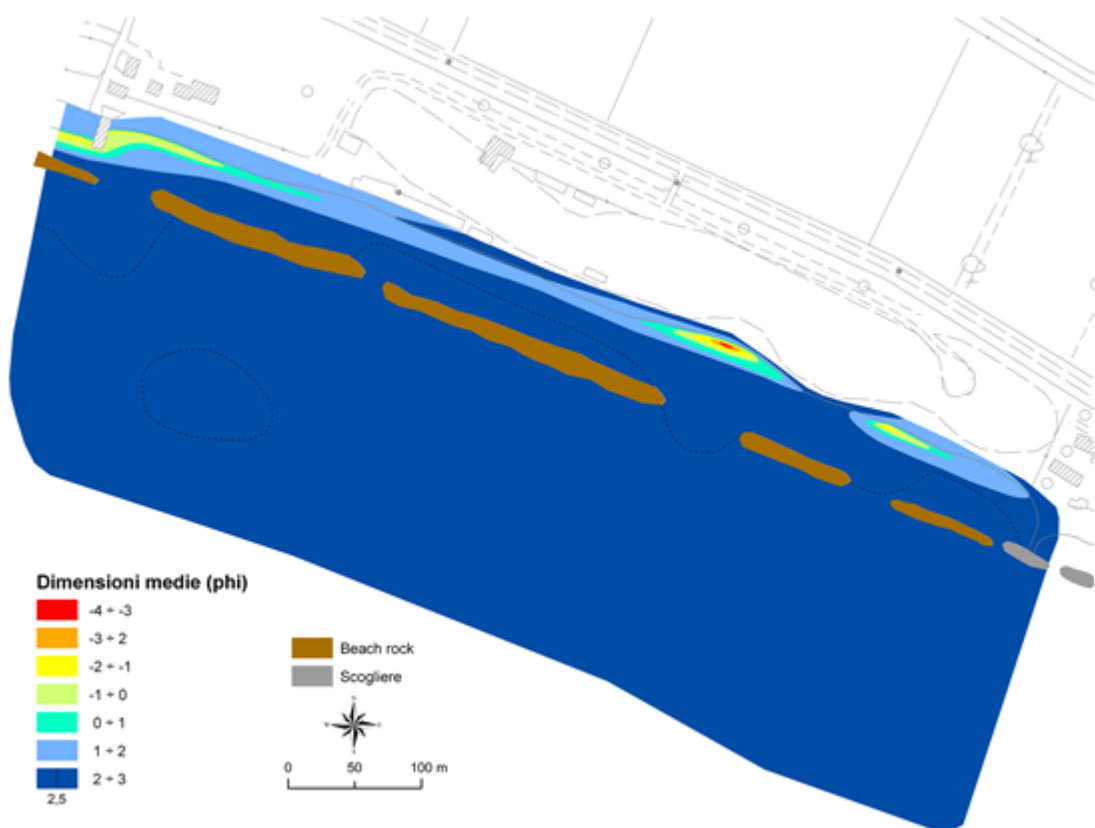 Dimensioni medie (phi)
-4 ÷ -3
-3 ÷ 2
-2 ÷ -1
-1 ÷ 0
0 ÷ 1
1 ÷ 2
2 ÷ 3
2,5
Beach rock
Scogliere
0 50 100 m